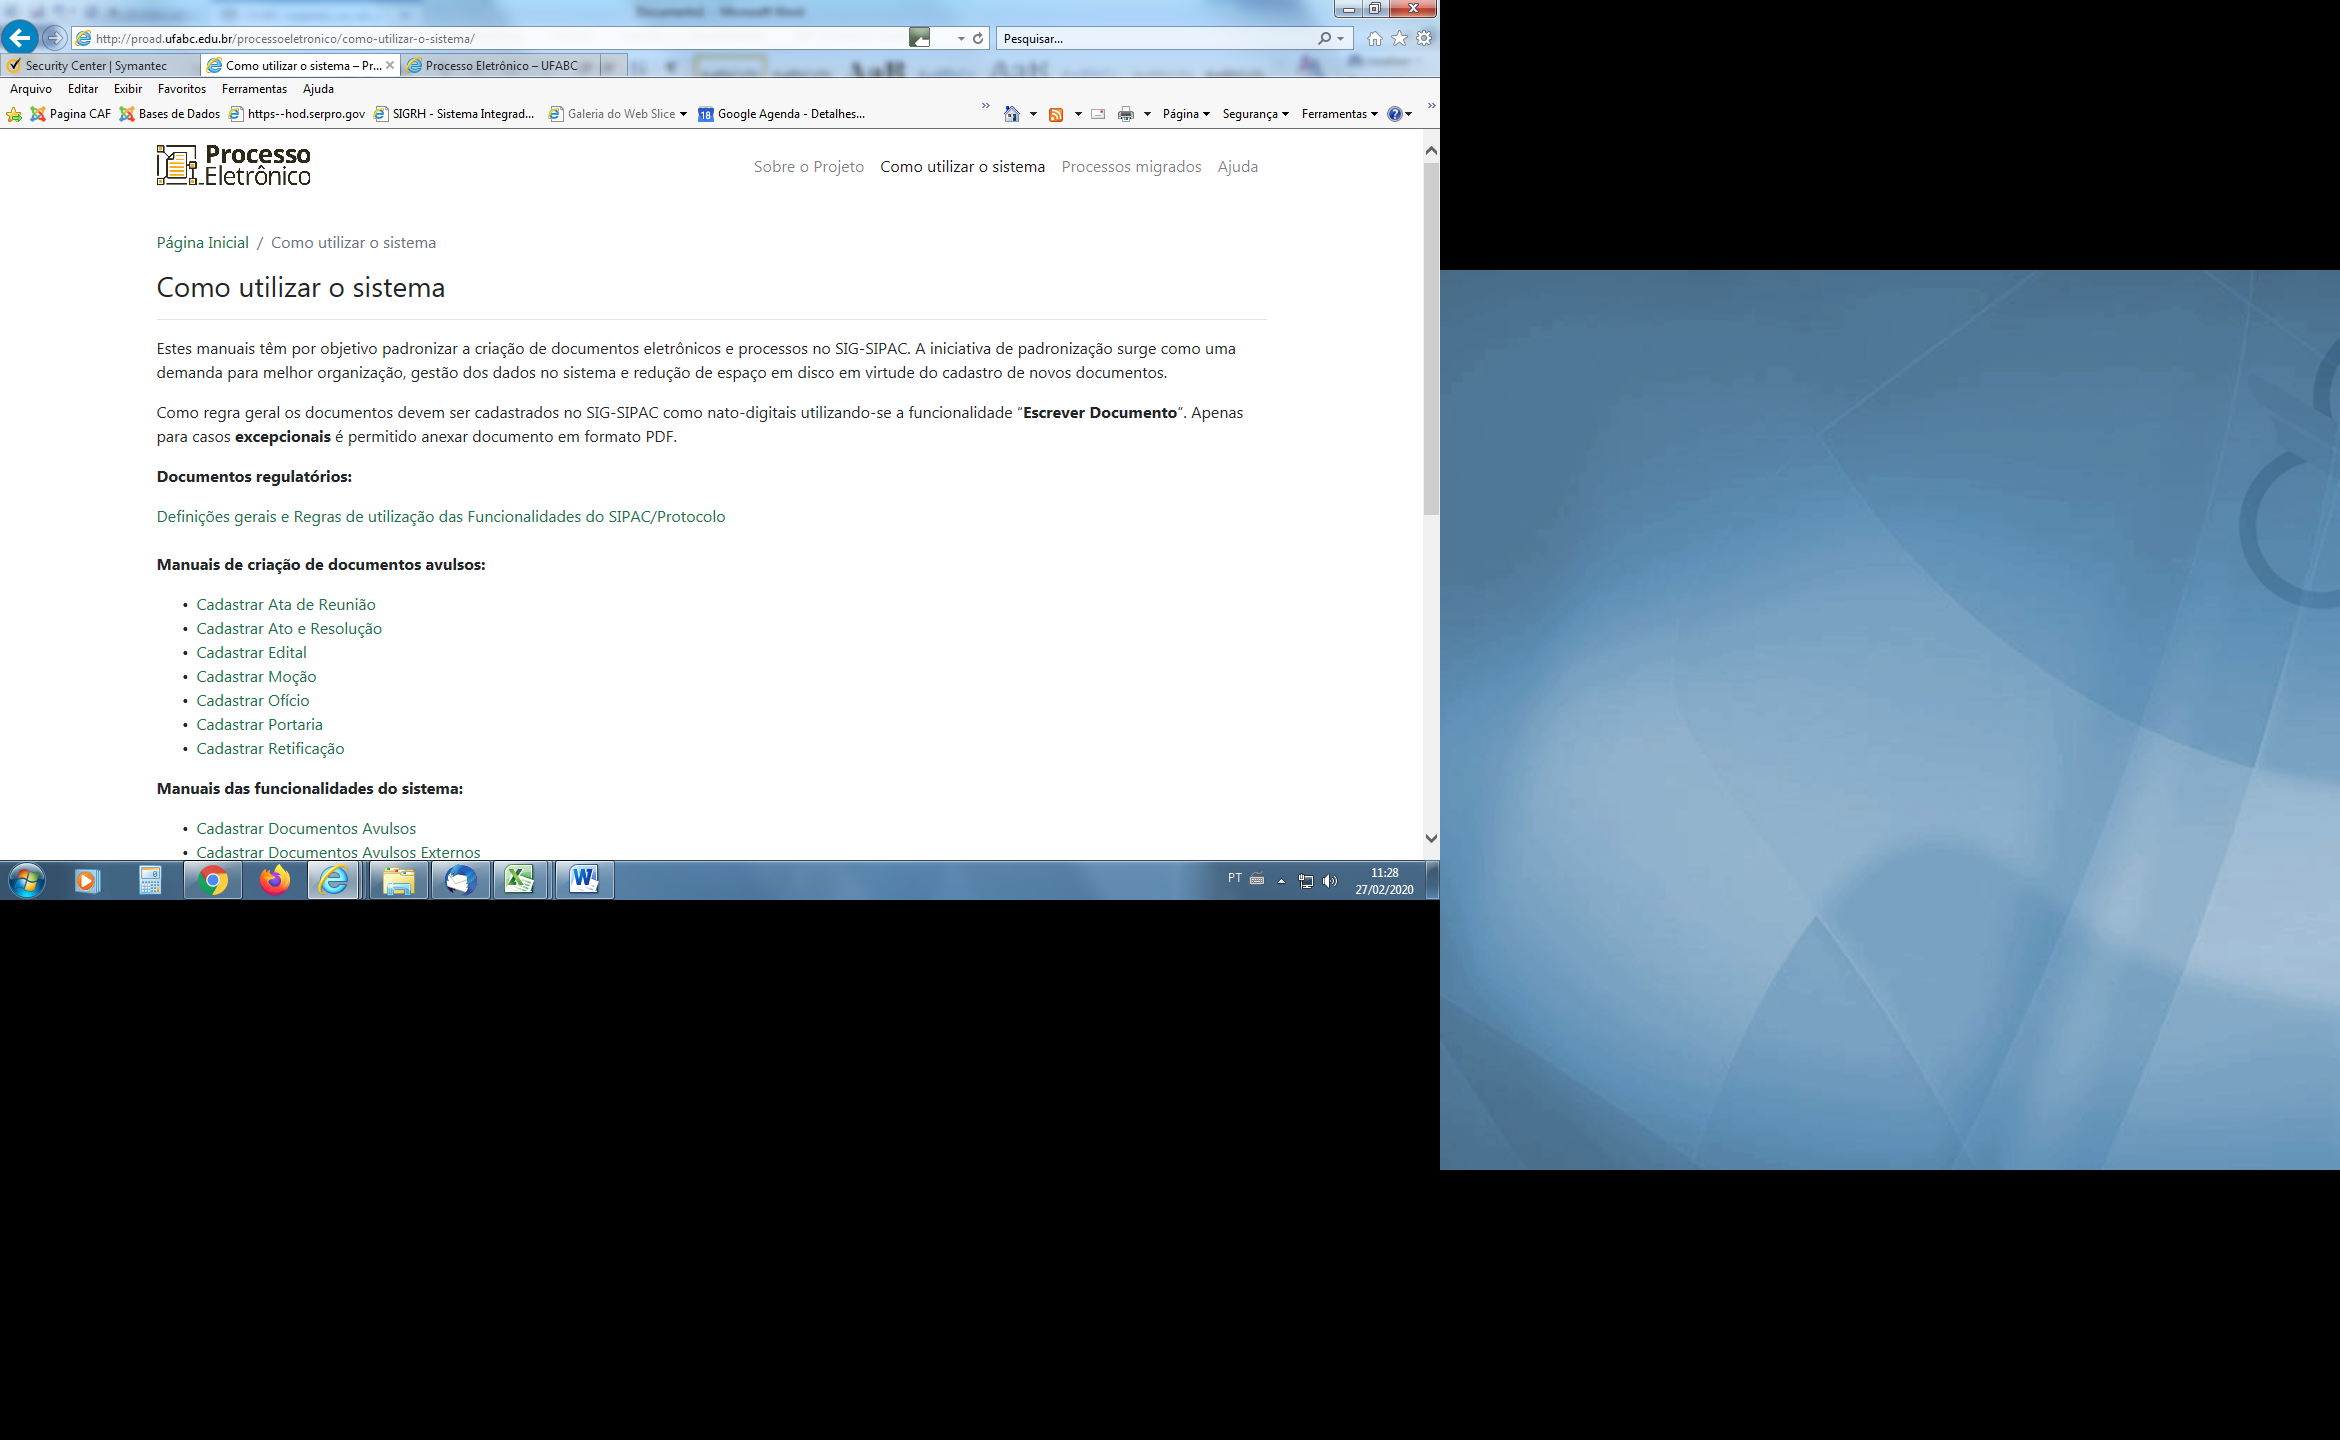 Document1 - Microsoft Word
http://proad.ufabc.edu.br/processoeletronico/como-utilizar-o-sistema/
Pesquisar...
Security Center | Symantec
Como utilizar o sistema – Pr...
Processo Eletrônico – UFABC
Arquivo Editar Exibir Favoritos Ferramentas Ajuda
Pagina CAF Bases de Dados https--hod.serpro.gov SIGRH - Sistema Integrad... Galeria do Web Slice 18 Google Agenda - Detalhes... Página Segurança Ferramentas
Processo
Eletrônico
Sobre o Projeto Como utilizar o sistema Processos migrados Ajuda
Página Inicial / Como utilizar o sistema
Como utilizar o sistema
Estes manuais têm por objetivo padronizar a criação de documentos eletrônicos e processos no SIG-SIPAC. A iniciativa de padronização surge como uma
demanda para melhor organização, gestão dos dados no sistema e redução de espaço em disco em virtude do cadastro de novos documentos.
Como regra geral os documentos devem ser cadastrados no SIG-SIPAC como nato-digitais utilizando-se a funcionalidade “Escrever Documento”. Apenas
para casos excepcionais é permitido anexar documento em formato PDF.
Documentos regulatórios:
Definições gerais e Regras de utilização das Funcionalidades do SIPAC/Protocolo
Manuais de criação de documentos avulsos:
• Cadastrar Ata de Reunião
• Cadastrar Ato e Resolução
• Cadastrar Edital
• Cadastrar Moção
• Cadastrar Ofício
• Cadastrar Portaria
• Cadastrar Retificação
Manuais das funcionalidades do sistema:
• Cadastrar Documentos Avulsos
• Cadastrar Documentos Avulsos Externos
PT
11:28
27/02/2020